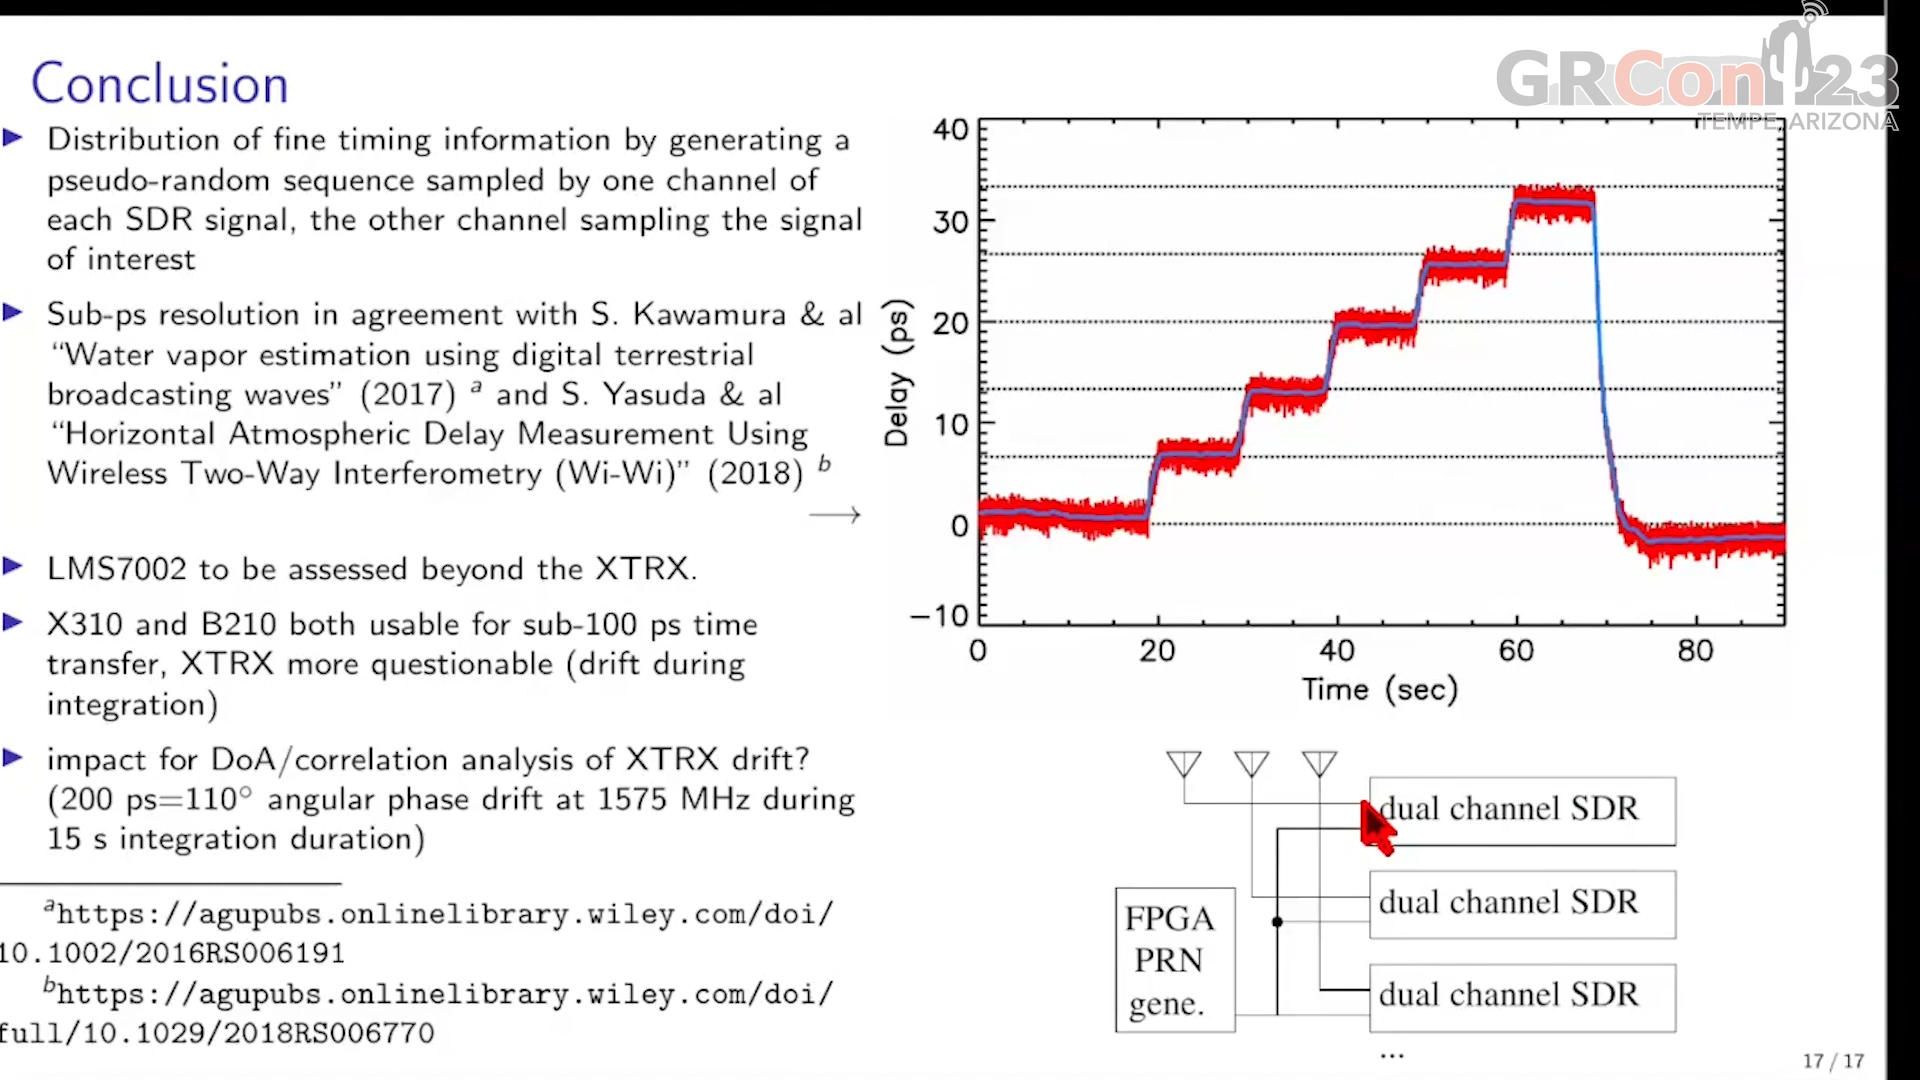 GRCon 23
TEMPE, ARIZONA
Conclusion
Distribution of fine timing information by generating a
pseudo-random sequence sampled by one channel of
each SDR signal, the other channel sampling the signal
of interest
Sub-ps resolution in agreement with S. Kawamura & al
“Water vapor estimation using digital terrestrial
broadcasting waves” (2017) a and S. Yasuda & al
“Horizontal Atmospheric Delay Measurement Using
Wireless Two-Way Interferometry (Wi-Wi)” (2018) b
→
LMS7002 to be assessed beyond the XTRX.
X310 and B210 both usable for sub-100 ps time
transfer, XTRX more questionable (drift during
integration)
impact for DoA/correlation analysis of XTRX drift?
(200 ps=110° angular phase drift at 1575 MHz during
15 s integration duration)
ahttps://agupubs.onlinelibrary.wiley.com/doi/
10.1002/2016RS006191
bhttps://agupubs.onlinelibrary.wiley.com/doi/
full/10.1029/2018RS006770
40
30
20
10
0
−10
Delay (ps)
0 20 40 60 80
Time (sec)
dual channel SDR
dual channel SDR
dual channel SDR
...
FPGA
PRN
gene.
17 / 17